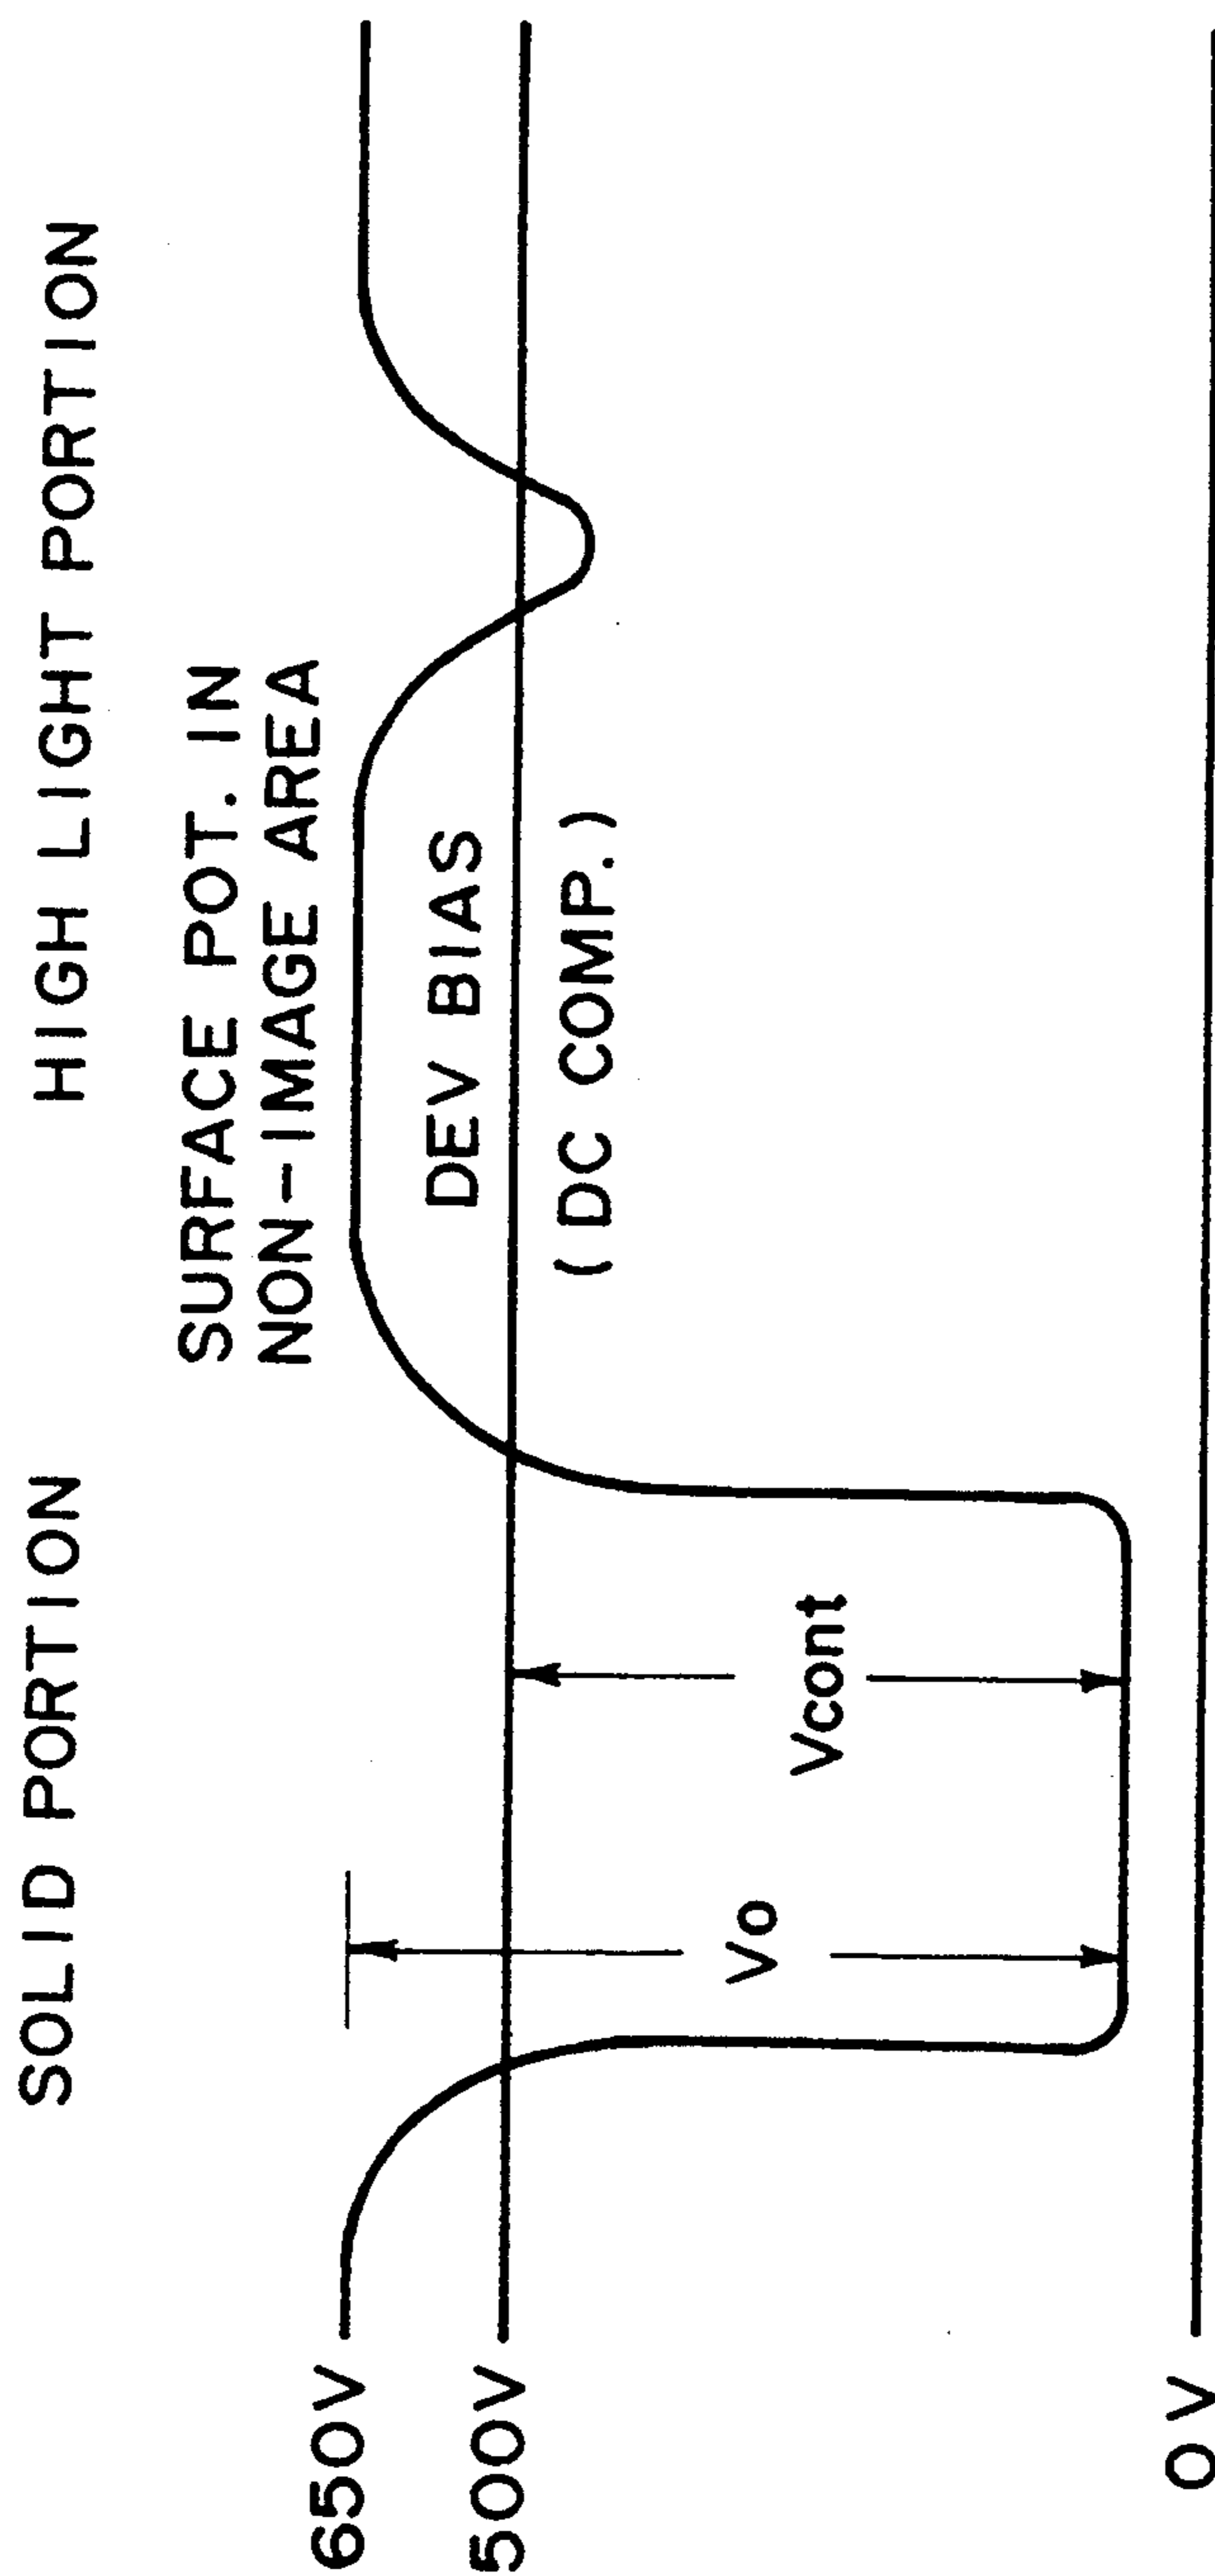 SOLID PORTION
HIGH LIGHT PORTION
SURFACE POT. IN
NON-IMAGE AREA
650V
DEV BIAS
500V
(DC COMP.)
Vo
Vcont
0V